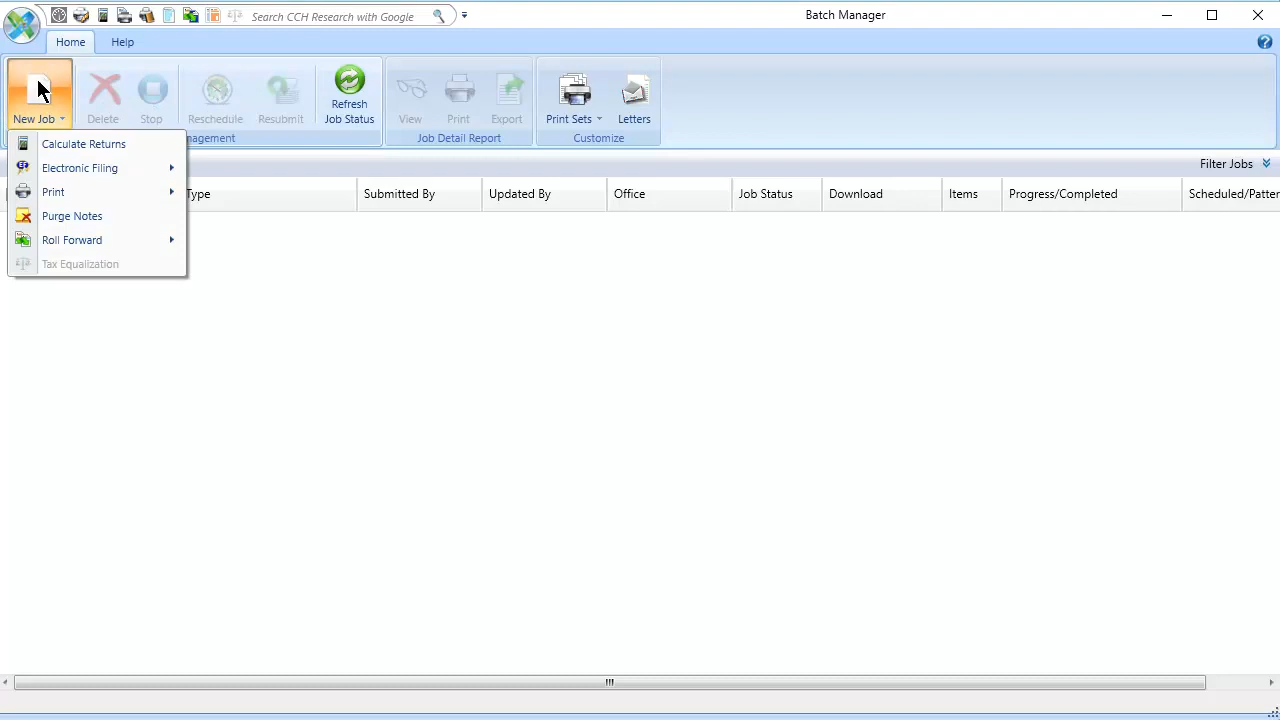 Search CCH Research with Google
Batch Manager
Home
Help
New Job
Delete
Stop
Reschedule
Resubmit
Refresh
Job Status
View
Print
Export
Print Sets
Letters
nagement
Job Detail Report
Customize
Calculate Returns
Electronic Filing
Print
Purge Notes
Roll Forward
Tax Equalization
Filter Jobs
Type
Submitted By
Updated By
Office
Job Status
Download
Items
Progress/Completed
Scheduled/Patter